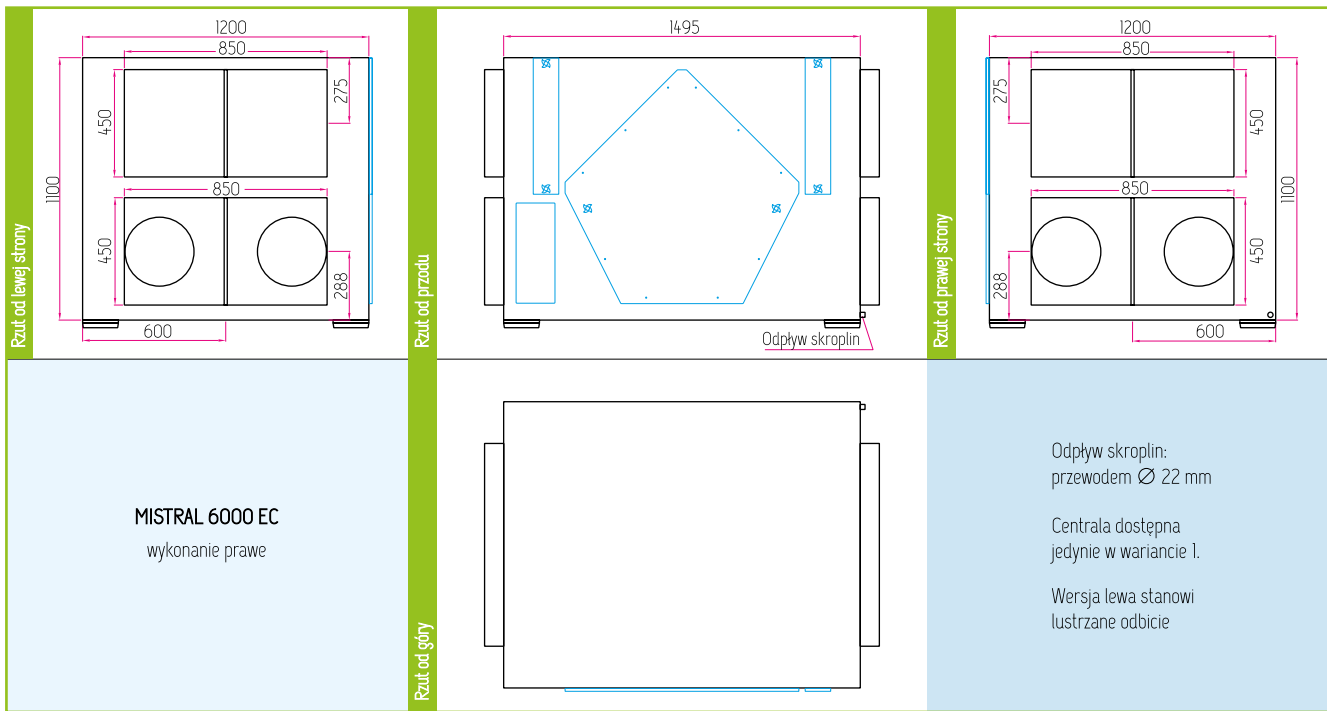 Rzut od lewej strony
1200
850
275
450
1100
850
450
288
600
Rzut od przodu
1495
Odpływ skroplin
Rzut od prawej strony
1200
850
275
450
850
1100
450
288
600
MISTRAL 6000 EC
wykonanie prawe
Rzut od góry
Odpływ skroplin:
przewodem Ø 22 mm
Centrala dostępna
jedynie w wariancie 1.
Wersja lewa stanowi
lustrzane odbicie